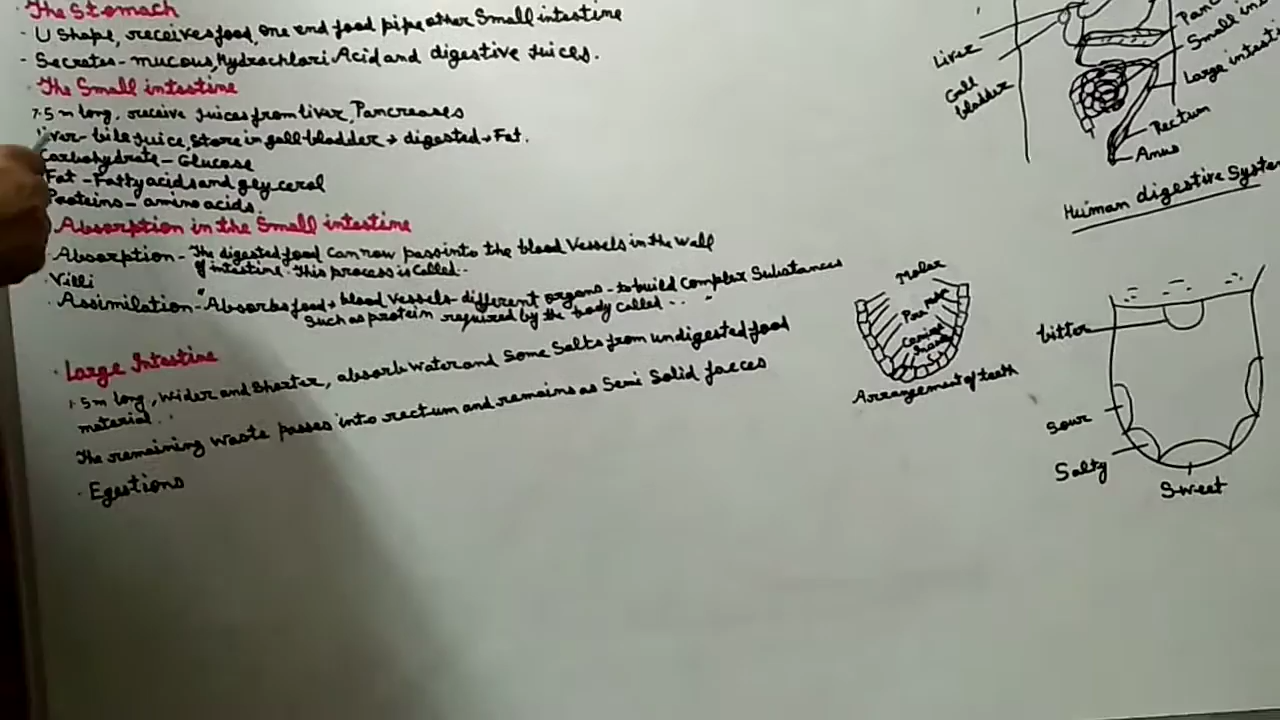 The Stomach
- U Shape, receives food, one end food pipe other Small intestine
- Secrates - mucous, Hydrochlari Acid and digestive Juices.
The Small intestine
7.5 m long, receive juices from liver, Pancreases
liver - bile juice, Store in gall-bladder → digested → Fat.
Carbohydrate - Glucose
Fat - Fatty acids and gly ceral
Proteins - amino acids.
Absorption in the Small intestine
Absorption - The digested food can now pass into the blood vessels in the wall
of intestine. This process is called..
Villi
Assimilation - "Absorbs food → blood vessels - different organs - to build Complex Substances
Such as protein required by the body called . . . "
Large Intestine
1.5m long, wider and shorter, absorb water and Some Salts from undigested food
material.
The remaining waste passes into rectum and remains as Semi Solid faeces
Egestions
Liver
Gall
bladder
Large
Rectum
Anus
Human digestive
Molar
Arrangement of teeth
bitter
Sour
Salty
Sweet